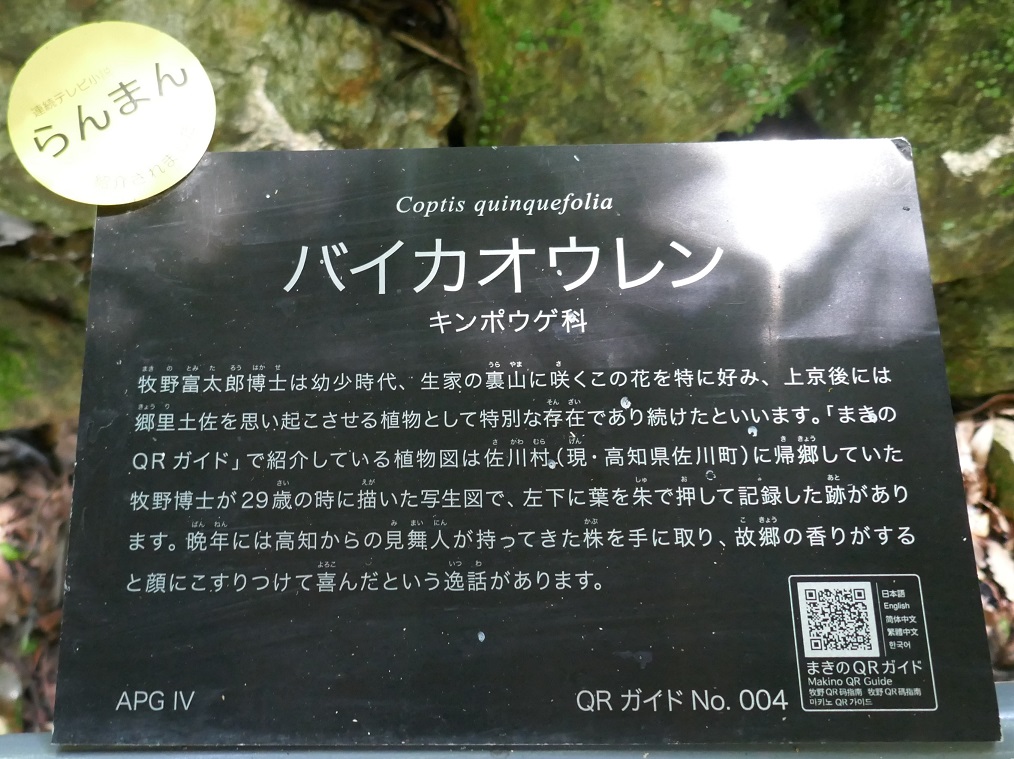 連続テレビ小説
らんまん
紹介されま
Coptis quinquefolia
バイカオウレン
キンポウゲ科
牧野富太郎博士は幼少時代、生家の裏山に咲くこの花を特に好み、上京後には
郷里土佐を思い起こさせる植物として特別な存在であり続けたといいます。「まきの
QRガイド」で紹介している植物図は佐川村(現・高知県佐川町)に帰郷していた
牧野博士が29歳の時に描いた写生図で、左下に葉を朱で押して記録した跡があり
ます。晩年には高知からの見舞人が持ってきた株を手に取り、故郷の香りがする
と顔にこすりつけて喜んだという逸話があります。
日本語
English
简体中文
繁體中文
한국어
まきのQRガイド
Makino QR Guide
牧野QR码指南 牧野QR碼指南
마키노 QR가이드
APG IV
QRガイドNo. 004